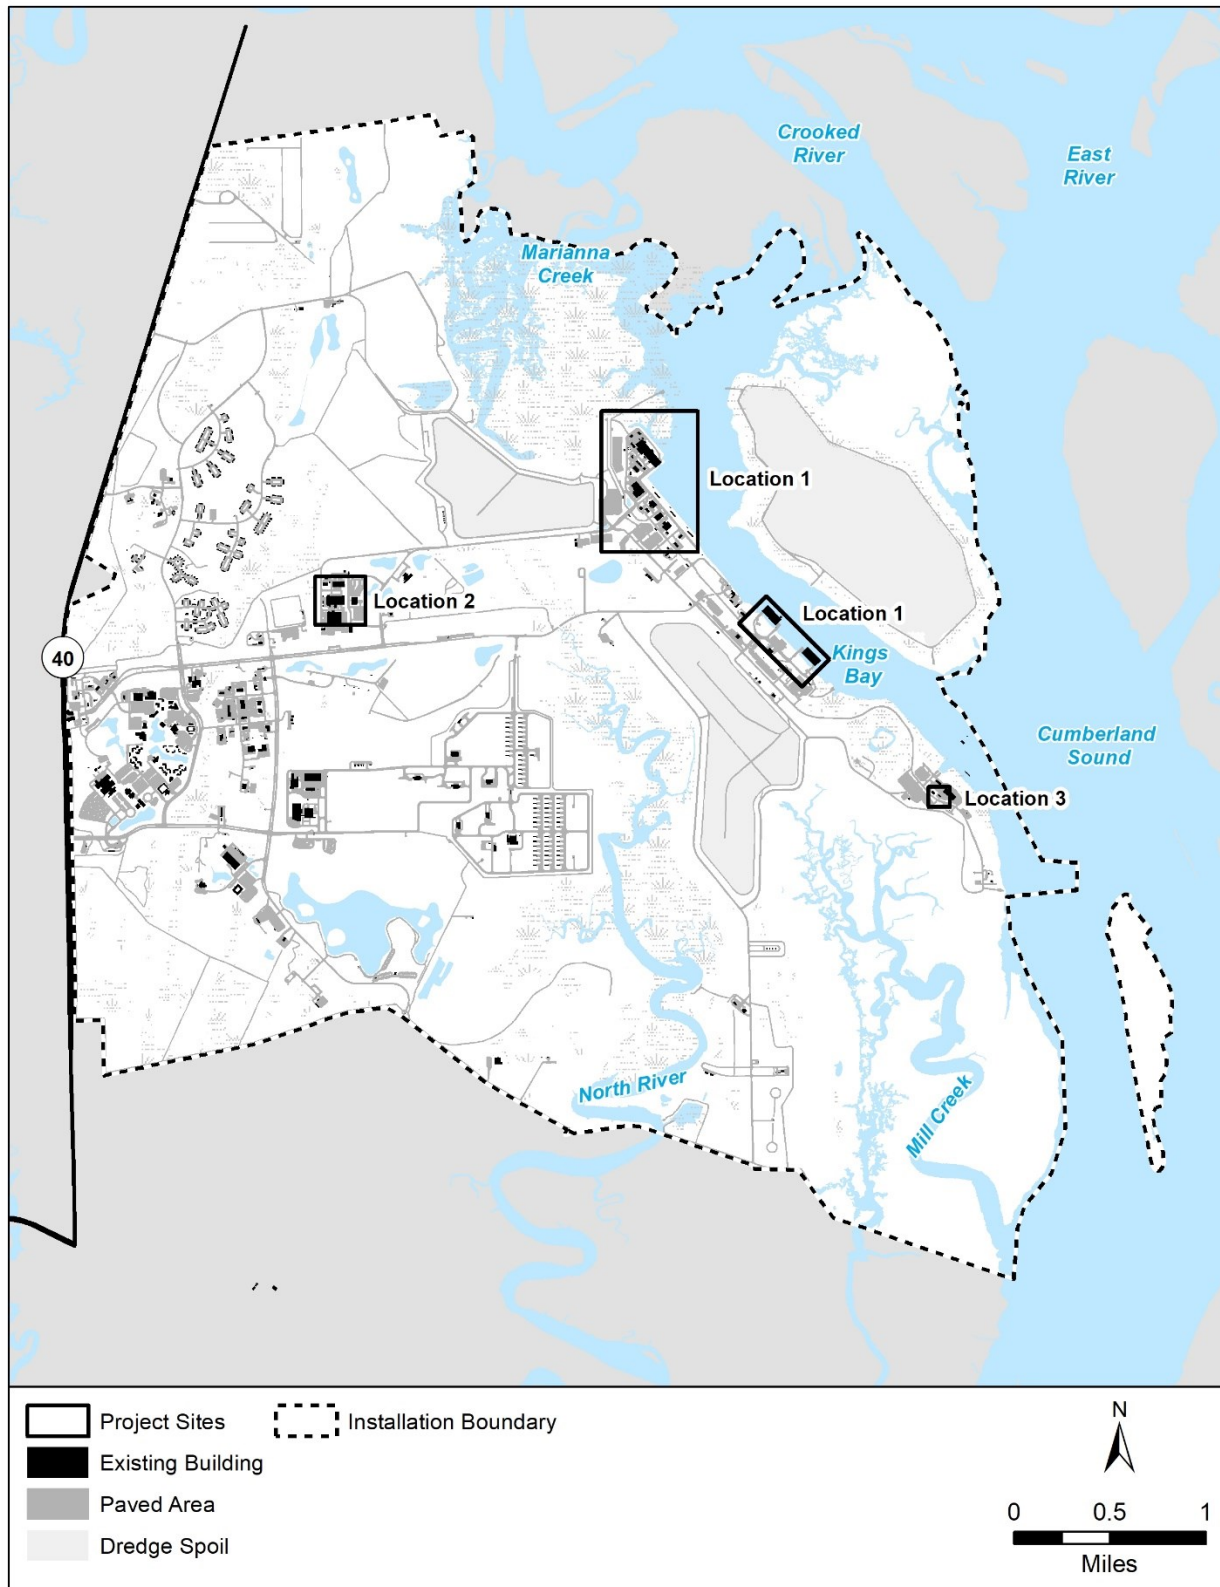 Crooked
River
East
River
Marianna
Creek
Location 1
Location 2
Location 1
Kings
Bay
40
Cumberland
Sound
Location 3
North River
Mill Creek
Project Sites
Installation Boundary
Existing Building
Paved Area
Dredge Spoil
N
0 0.5 1
Miles